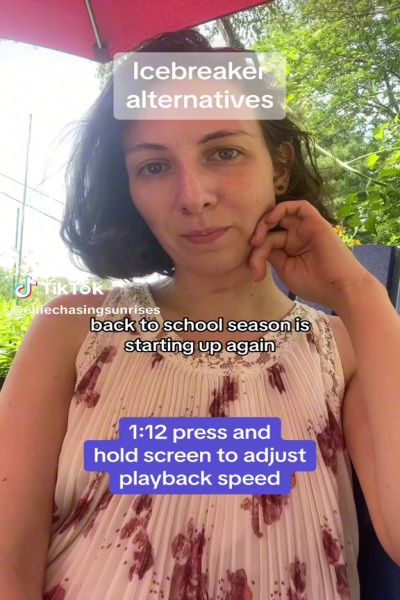 Icebreaker
alternatives
TikTok
@elliechasingsunrises
back to school season is
starting up again
1:12 press and
hold screen to adjust
playback speed